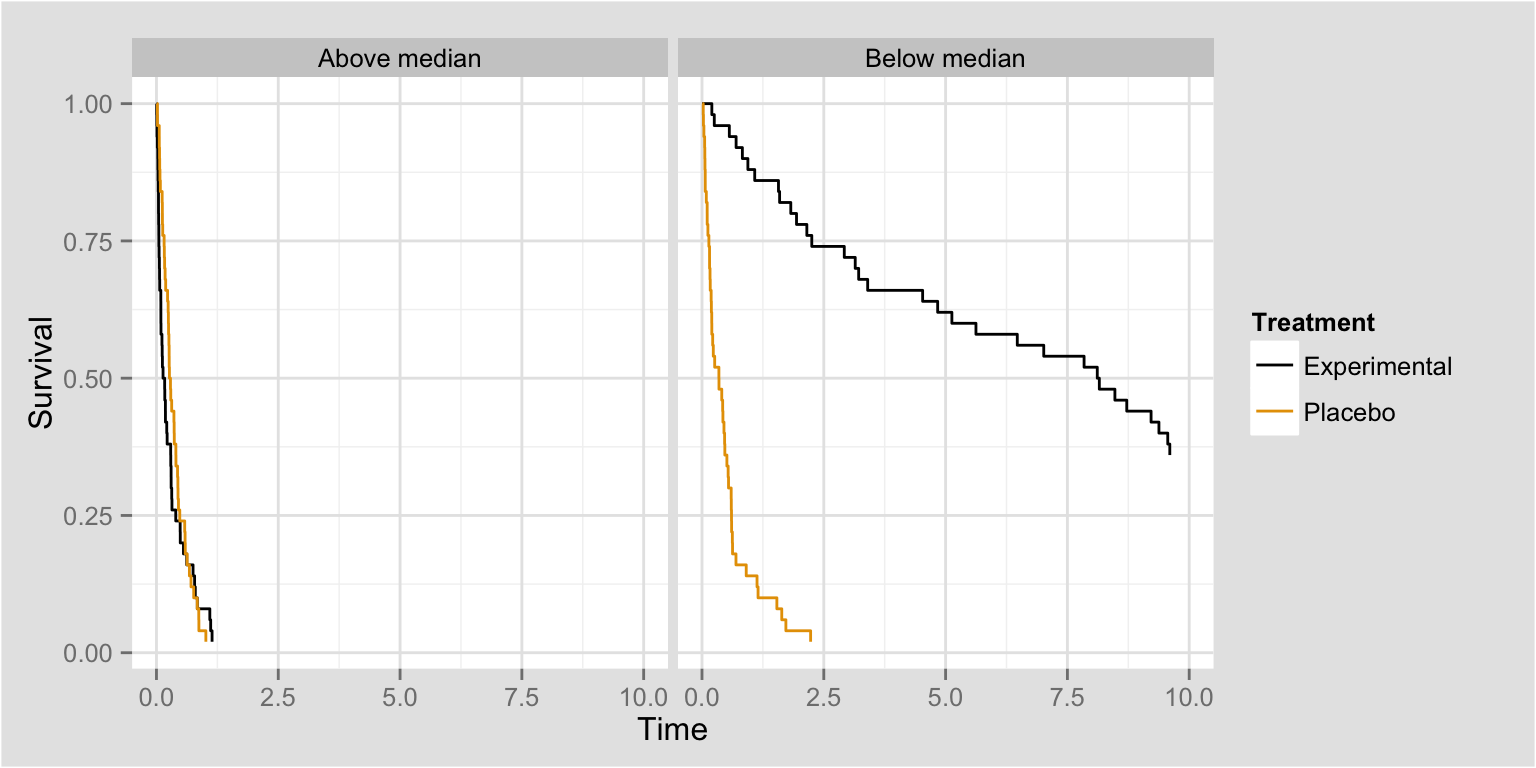 Above median
Below median
1.00
0.75
0.50
0.25
0.00
Survival
0.0 2.5 5.0 7.5 10.0
0.0 2.5 5.0 7.5 10.0
Time
Treatment
Experimental
Placebo